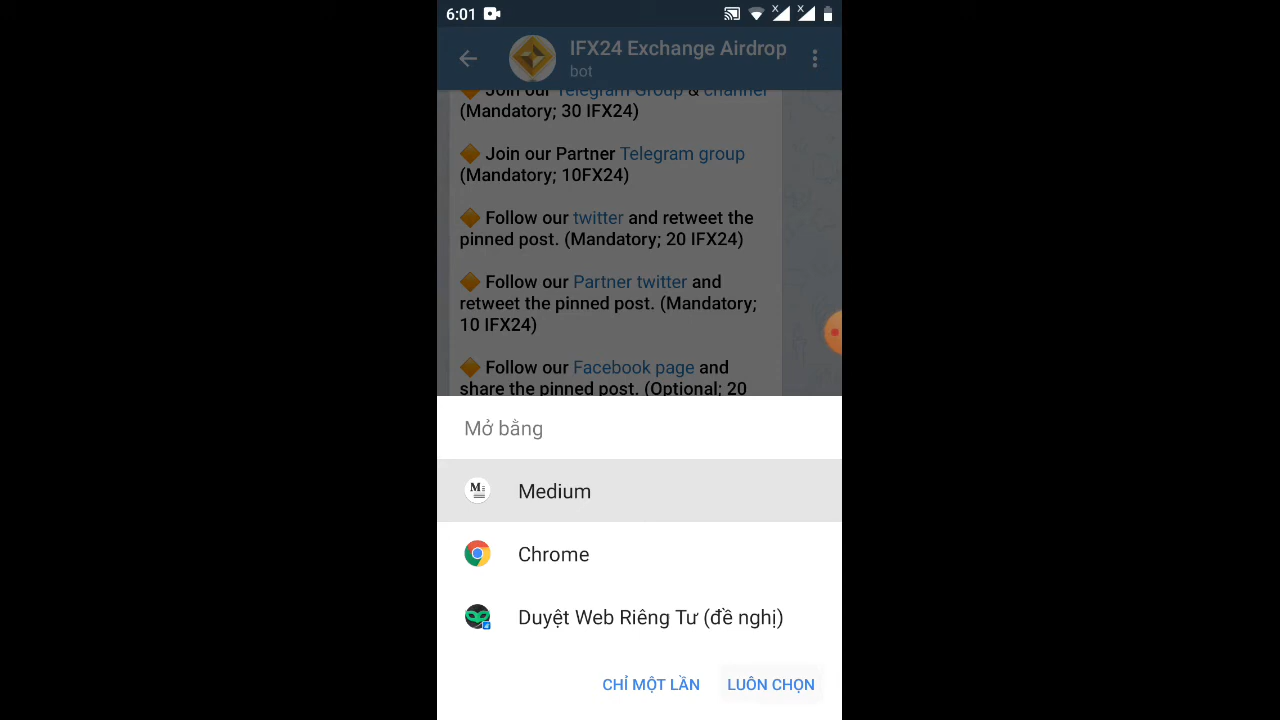 6:01
IFX24 Exchange Airdrop
bot
Join our Telegram Group & channel
(Mandatory; 30 IFX24)
Join our Partner Telegram group
(Mandatory; 10FX24)
Follow our twitter and retweet the
pinned post. (Mandatory; 20 IFX24)
Follow our Partner twitter and
retweet the pinned post. (Mandatory;
10 IFX24)
Follow our Facebook page and
share the pinned post. (Optional; 20
Mở bằng
Medium
Chrome
Duyệt Web Riêng Tư (đề nghị)
CHỈ MỘT LẦN LUÔN CHỌN